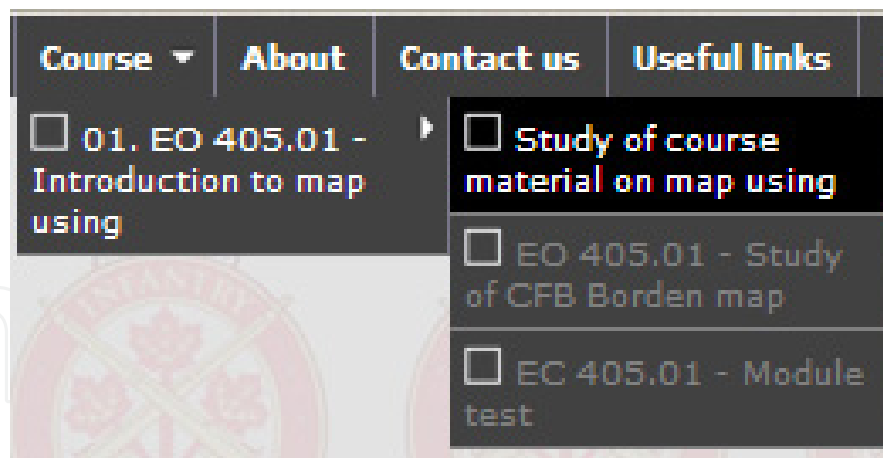 Course
About
Contact us
Useful links
01. EO 405.01 -
Introduction to map
using
Study of course
material on map using
EO 405.01 - Study
of CFB Borden map
EC 405.01 - Module
test
INFANTRY